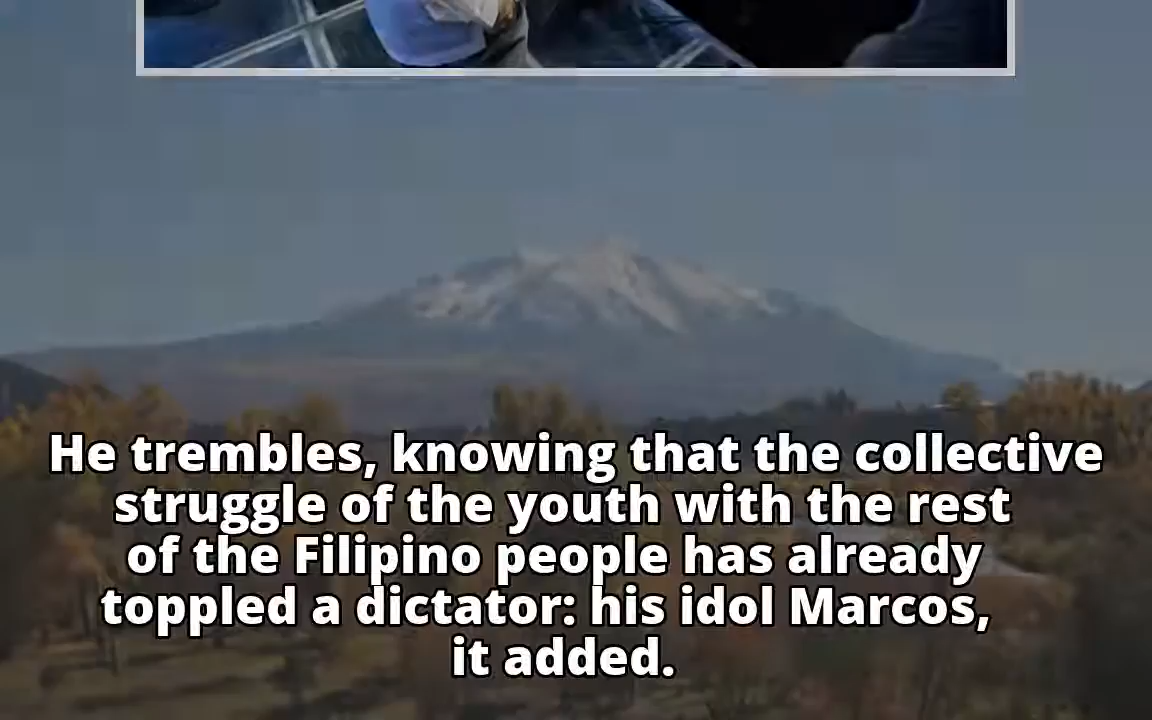 He trembles, knowing that the collective
struggle of the youth with the rest
of the Filipino people has already
toppled a dictator: his idol Marcos,
it added.